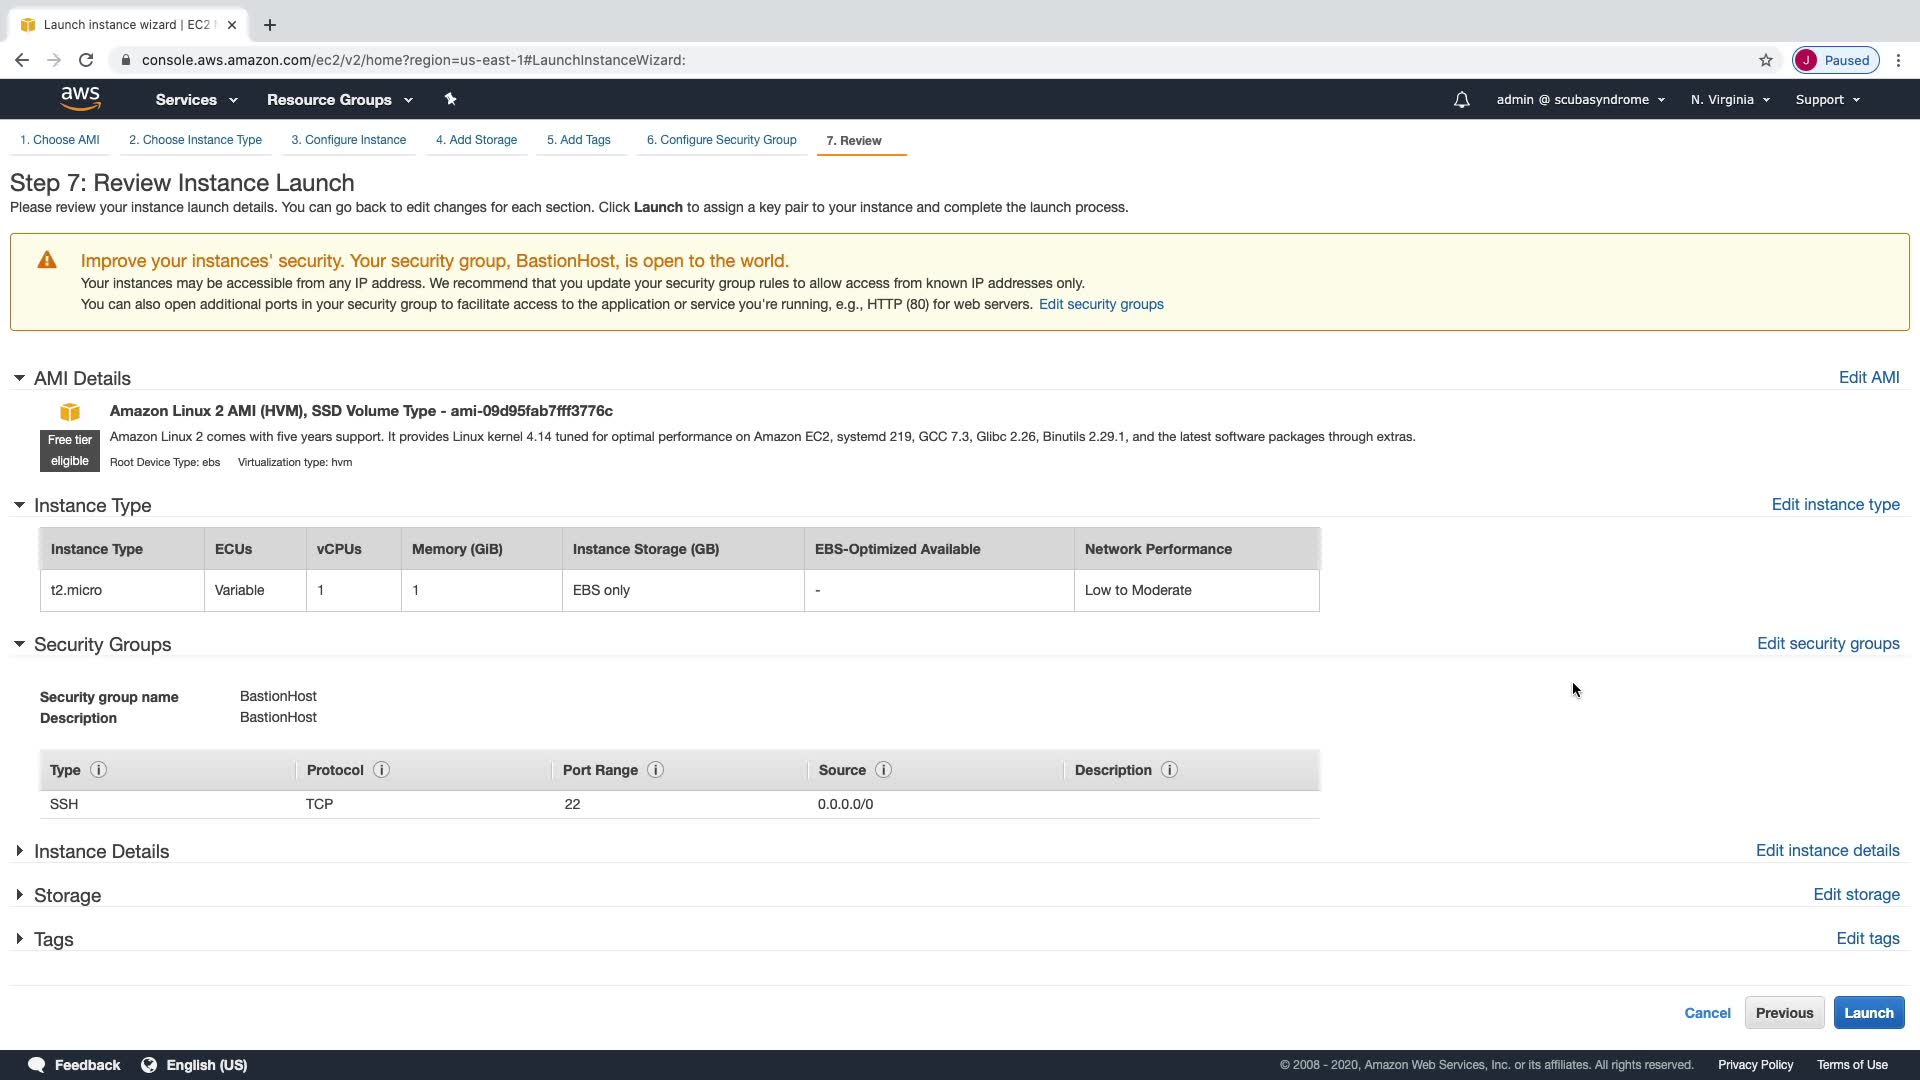 Launch instance wizard | EC2
console.aws.amazon.com/ec2/v2/home?region=us-east-1#LaunchInstanceWizard:
J Paused
aws Services Resource Groups admin @ scubasyndrome N. Virginia Support
1. Choose AMI 2. Choose Instance Type 3. Configure Instance 4. Add Storage 5. Add Tags 6. Configure Security Group 7. Review
Step 7: Review Instance Launch
Please review your instance launch details. You can go back to edit changes for each section. Click Launch to assign a key pair to your instance and complete the launch process.
Improve your instances' security. Your security group, BastionHost, is open to the world.
Your instances may be accessible from any IP address. We recommend that you update your security group rules to allow access from known IP addresses only.
You can also open additional ports in your security group to facilitate access to the application or service you're running, e.g., HTTP (80) for web servers. Edit security groups
AMI Details Edit AMI
Amazon Linux 2 AMI (HVM), SSD Volume Type - ami-09d95fab7fff3776c
Free tier eligible
Amazon Linux 2 comes with five years support. It provides Linux kernel 4.14 tuned for optimal performance on Amazon EC2, systemd 219, GCC 7.3, Glibc 2.26, Binutils 2.29.1, and the latest software packages through extras.
Root Device Type: ebs Virtualization type: hvm
Instance Type Edit instance type
Instance Type ECUs vCPUs Memory (GiB) Instance Storage (GB) EBS-Optimized Available Network Performance
t2.micro Variable 1 1 EBS only - Low to Moderate
Security Groups Edit security groups
Security group name BastionHost
Description BastionHost
Type Protocol Port Range Source Description
SSH TCP 22 0.0.0.0/0
Instance Details Edit instance details
Storage Edit storage
Tags Edit tags
Cancel Previous Launch
Feedback English (US) © 2008 - 2020, Amazon Web Services, Inc. or its affiliates. All rights reserved. Privacy Policy Terms of Use